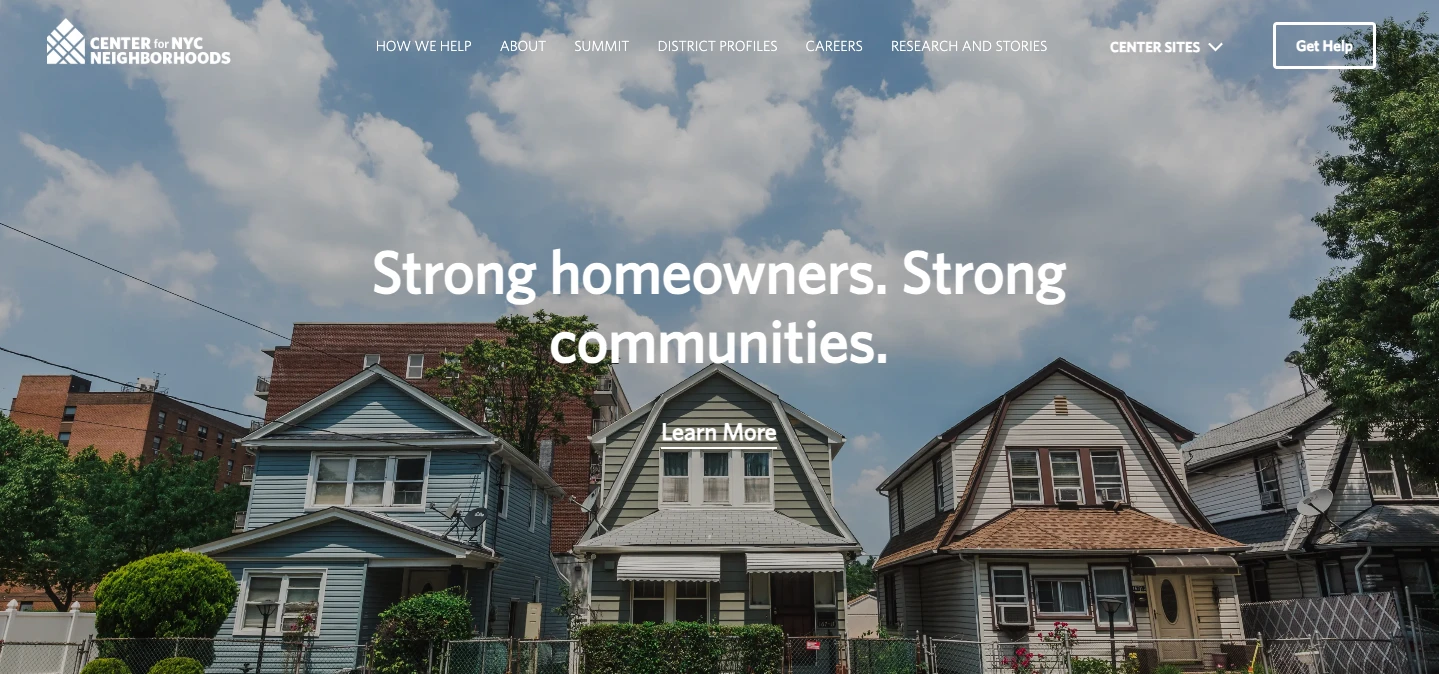 CENTER for NYC
NEIGHBORHOODS
HOW WE HELP
ABOUT
SUMMIT
DISTRICT PROFILES
CAREERS
RESEARCH AND STORIES
CENTER SITES
Get Help
Strong homeowners. Strong
communities.
Learn More